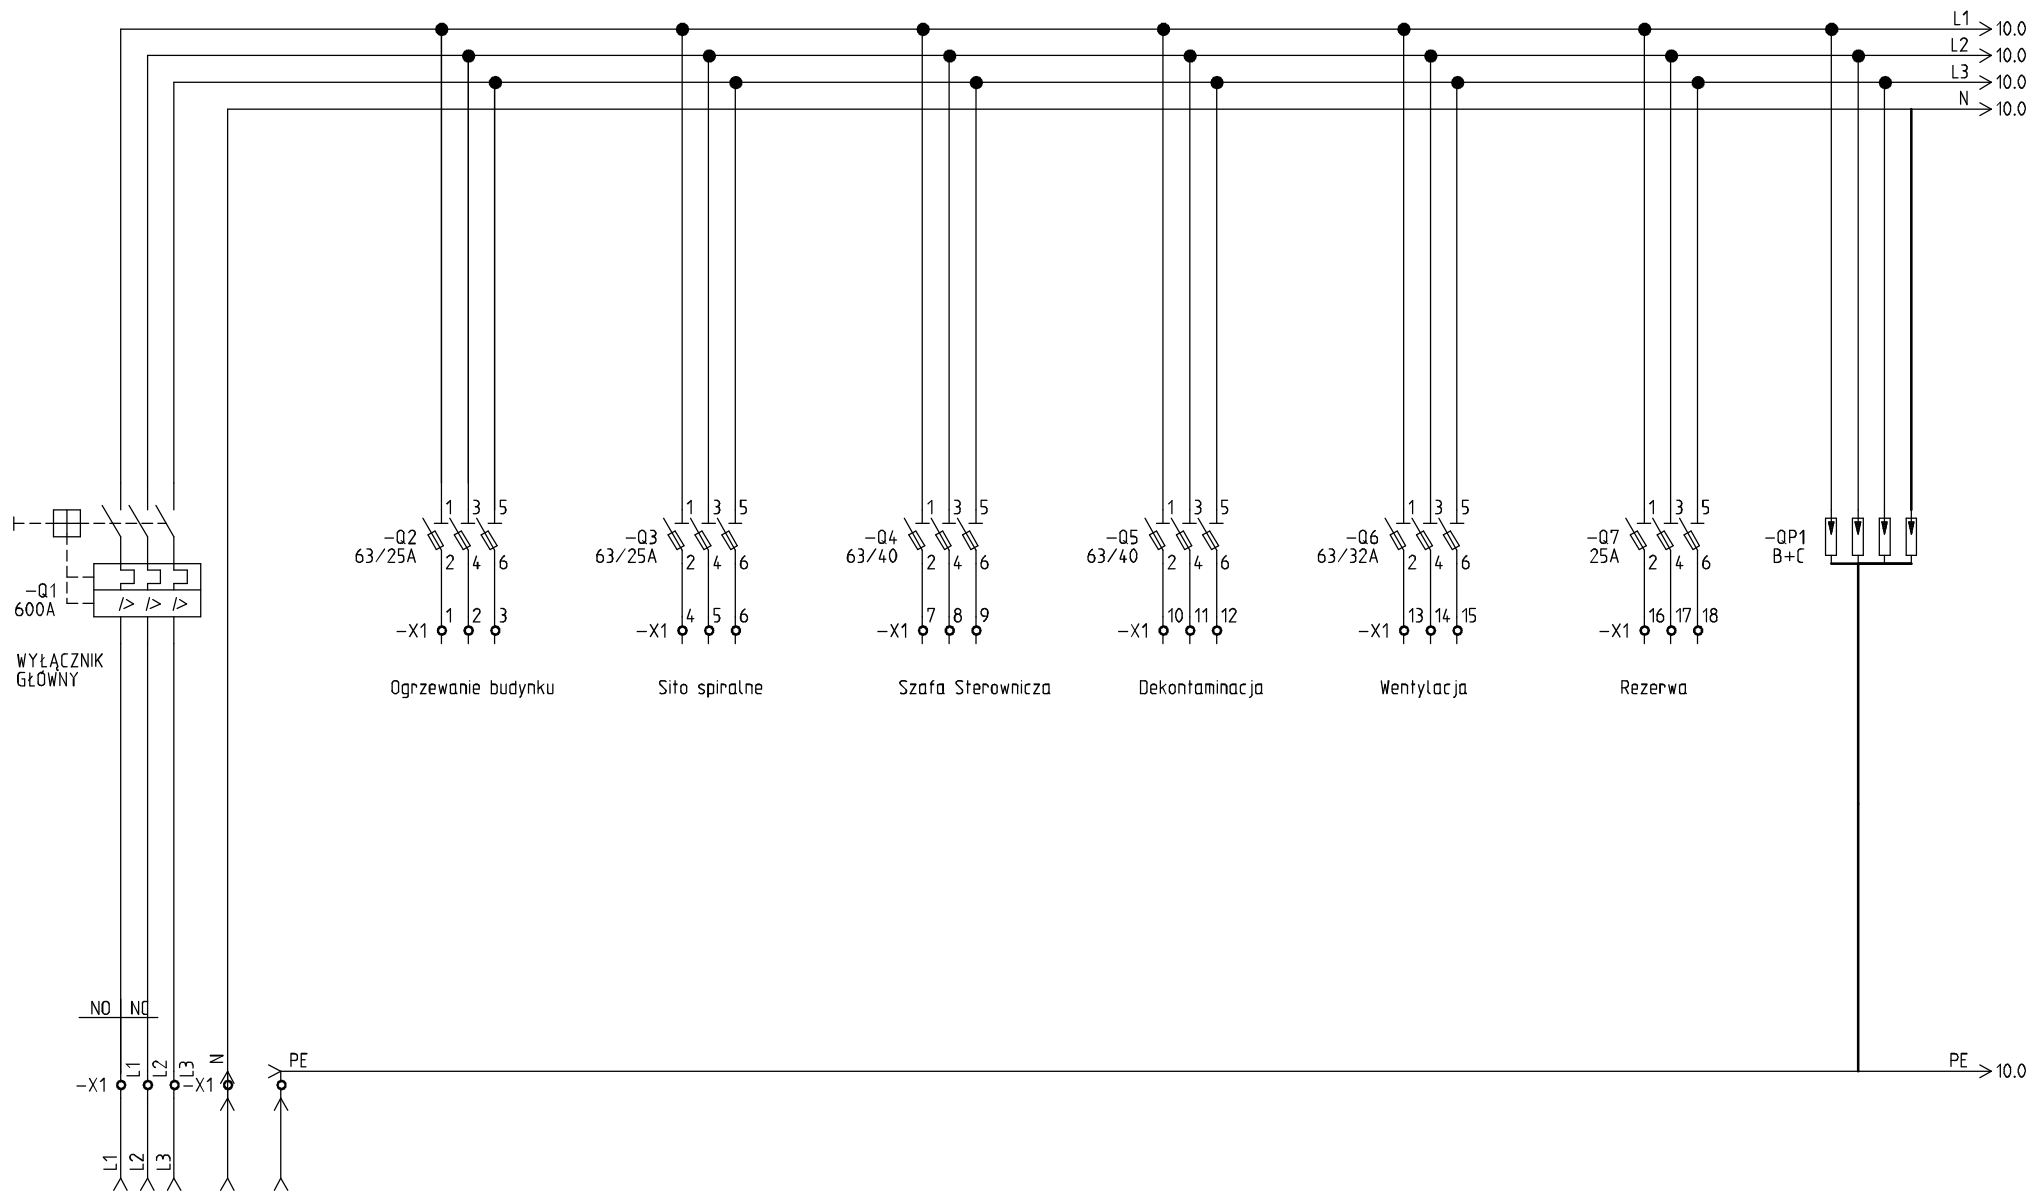 L1
10.0
L2
10.0
L3
10.0
N
10.0
1 3 5
1 3 5
1 3 5
1 3 5
1 3 5
1 3 5
-Q2
63/25A
2 4 6
-Q3
63/25A
2 4 6
-Q4
63/40
2 4 6
-Q5
63/40
2 4 6
-Q6
63/32A
2 4 6
-Q7
25A
2 4 6
-QP1
B+C
-Q1
600A
I> I> I>
-X1 1 2 3
-X1 4 5 6
-X1 7 8 9
-X1 10 11 12
-X1 13 14 15
-X1 16 17 18
WYŁĄCZNIK
GŁÓWNY
Ogrzewanie budynku
Sito spiralne
Szafa Sterownicza
Dekontaminacja
Wentylacja
Rezerwa
NO NC
-X1 L1 L2 L3
-X1 N
PE
PE
10.0
L1 L2 L3